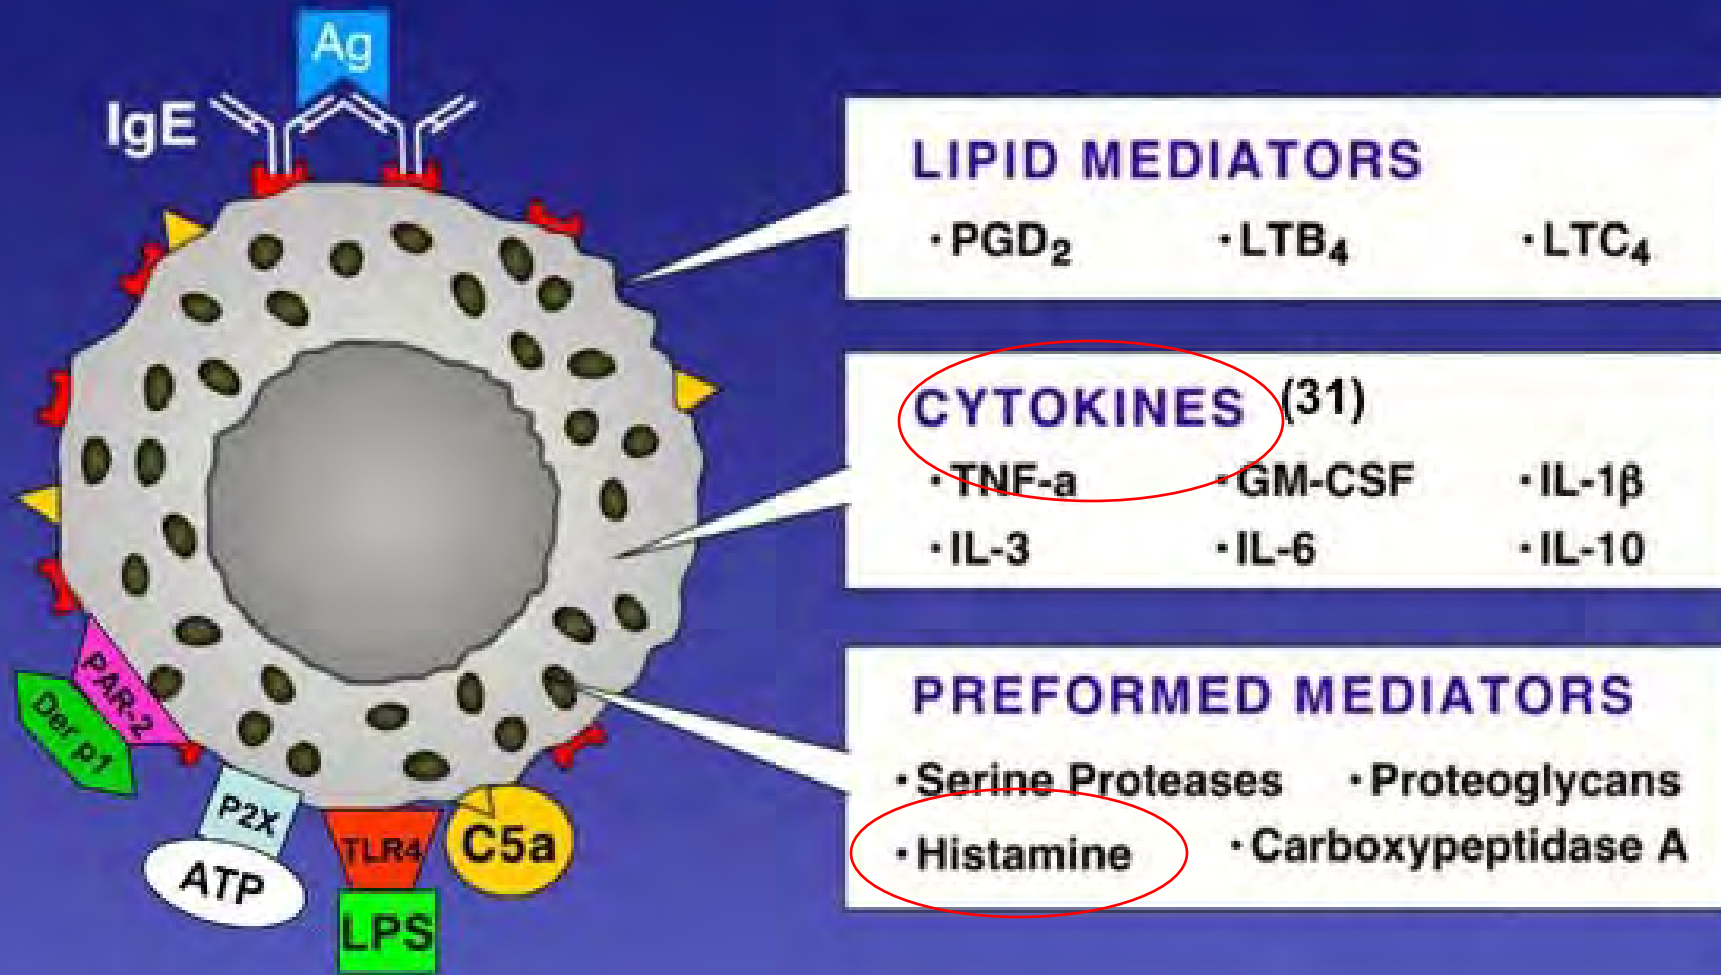 Ag
IgE
LIPID MEDIATORS
· PGD₂ · LTB₄ · LTC₄
CYTOKINES (31)
· TNF-a · GM-CSF · IL-1β
· IL-3 · IL-6 · IL-10
PREFORMED MEDIATORS
· Serine Proteases · Proteoglycans
· Histamine · Carboxypeptidase A
PAR-2
Der p1
P2X
ATP
TLR4
LPS
C5a